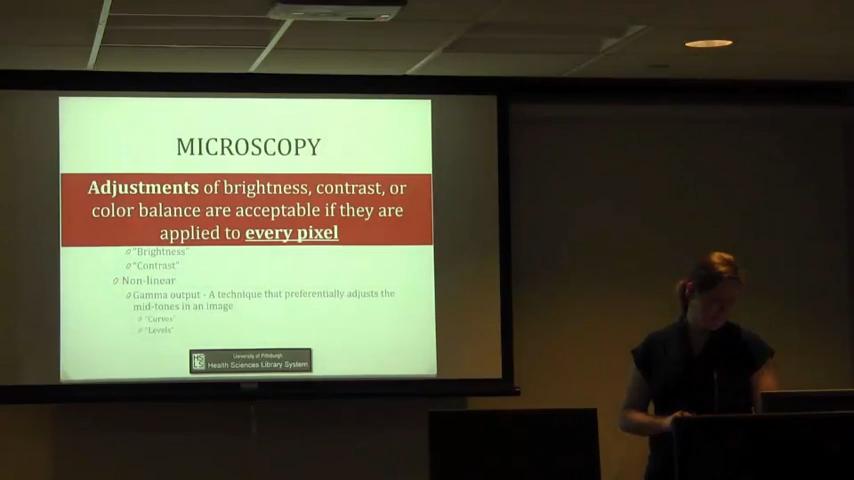 MICROSCOPY
Adjustments of brightness, contrast, or
color balance are acceptable if they are
applied to every pixel
"Brightness"
"Contrast"
Non-linear
Gamma output - A technique that preferentially adjusts the
mid-tones in an image
"Curves"
"Levels"
University of Pittsburgh
Health Sciences Library System